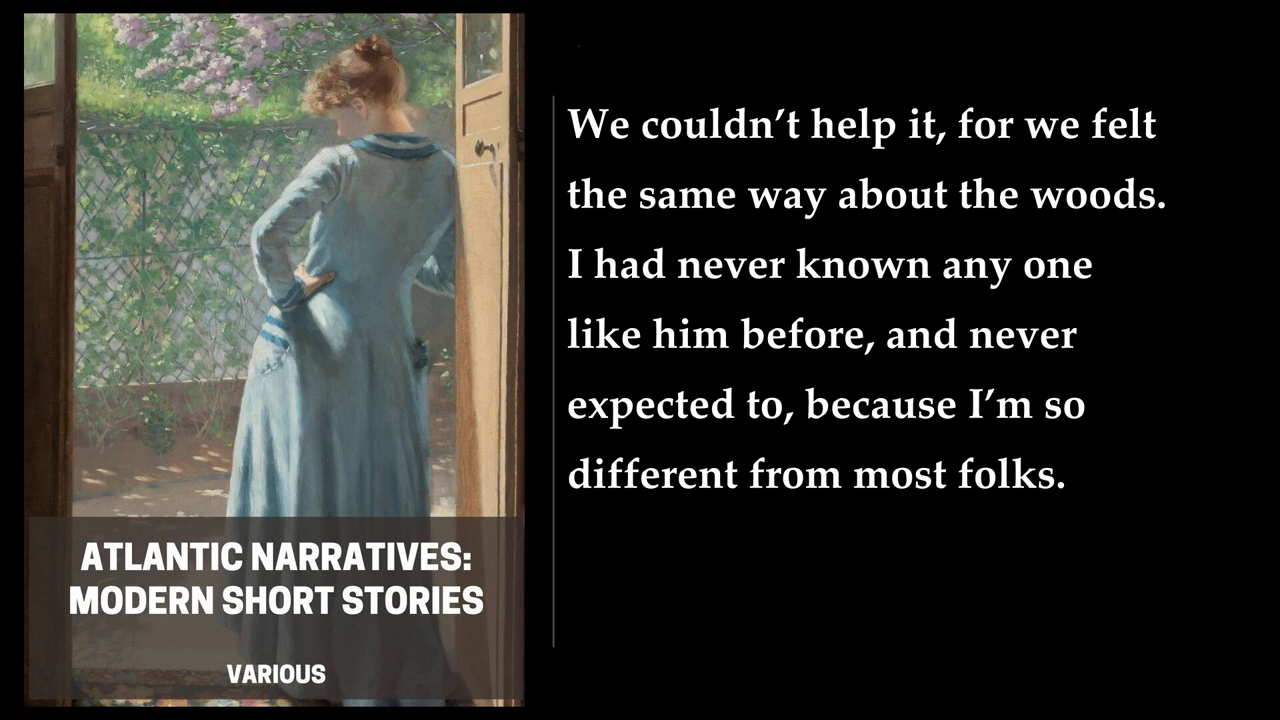 We couldn’t help it, for we felt
the same way about the woods.
I had never known any one
like him before, and never
expected to, because I’m so
different from most folks.
ATLANTIC NARRATIVES:
MODERN SHORT STORIES
VARIOUS